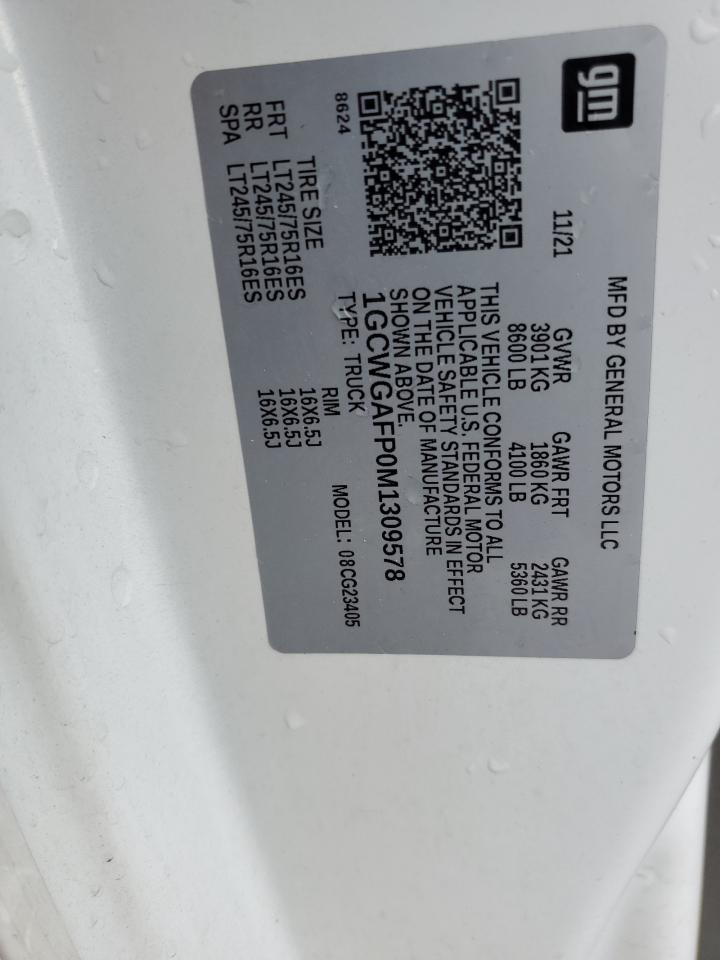 gm
MFD BY GENERAL MOTORS LLC
11/21 GVWR GAWR FRT GAWR RR
3901 KG 1860 KG 2431 KG
8600 LB 4100 LB 5360 LB
THIS VEHICLE CONFORMS TO ALL
APPLICABLE U.S. FEDERAL MOTOR
VEHICLE SAFETY STANDARDS IN EFFECT
ON THE DATE OF MANUFACTURE
SHOWN ABOVE.
1GCWGAFP0M1309578
8624 TYPE: TRUCK MODEL: 08CG23405
TIRE SIZE RIM
FRT LT245/75R16ES 16X6.5J
RR LT245/75R16ES 16X6.5J
SPA LT245/75R16ES 16X6.5J